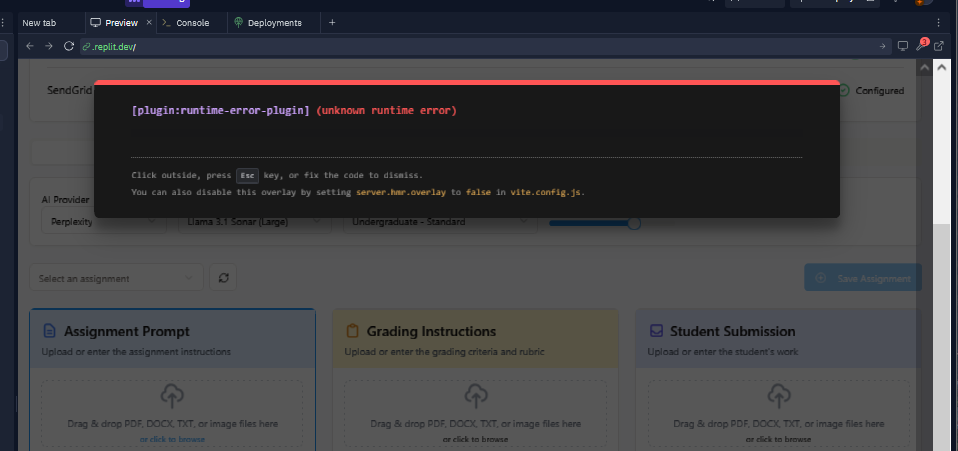 New tab
Preview
Console
Deployments
.replit.dev/
3
SendGrid
Configured
[plugin:runtime-error-plugin] (unknown runtime error)
Click outside, press Esc key, or fix the code to dismiss.
You can also disable this overlay by setting server.hmr.overlay to false in vite.config.js.
AI Provider
Perplexity
Llama 3.1 Sonar (Large)
Undergraduate - Standard
Select an assignment
Save Assignment
Assignment Prompt
Upload or enter the assignment instructions
Drag & drop PDF, DOCX, TXT, or image files here
or click to browse
Grading Instructions
Upload or enter the grading criteria and rubric
Drag & drop PDF, DOCX, TXT, or image files here
or click to browse
Student Submission
Upload or enter the student's work
Drag & drop PDF, DOCX, TXT, or image files here
or click to browse